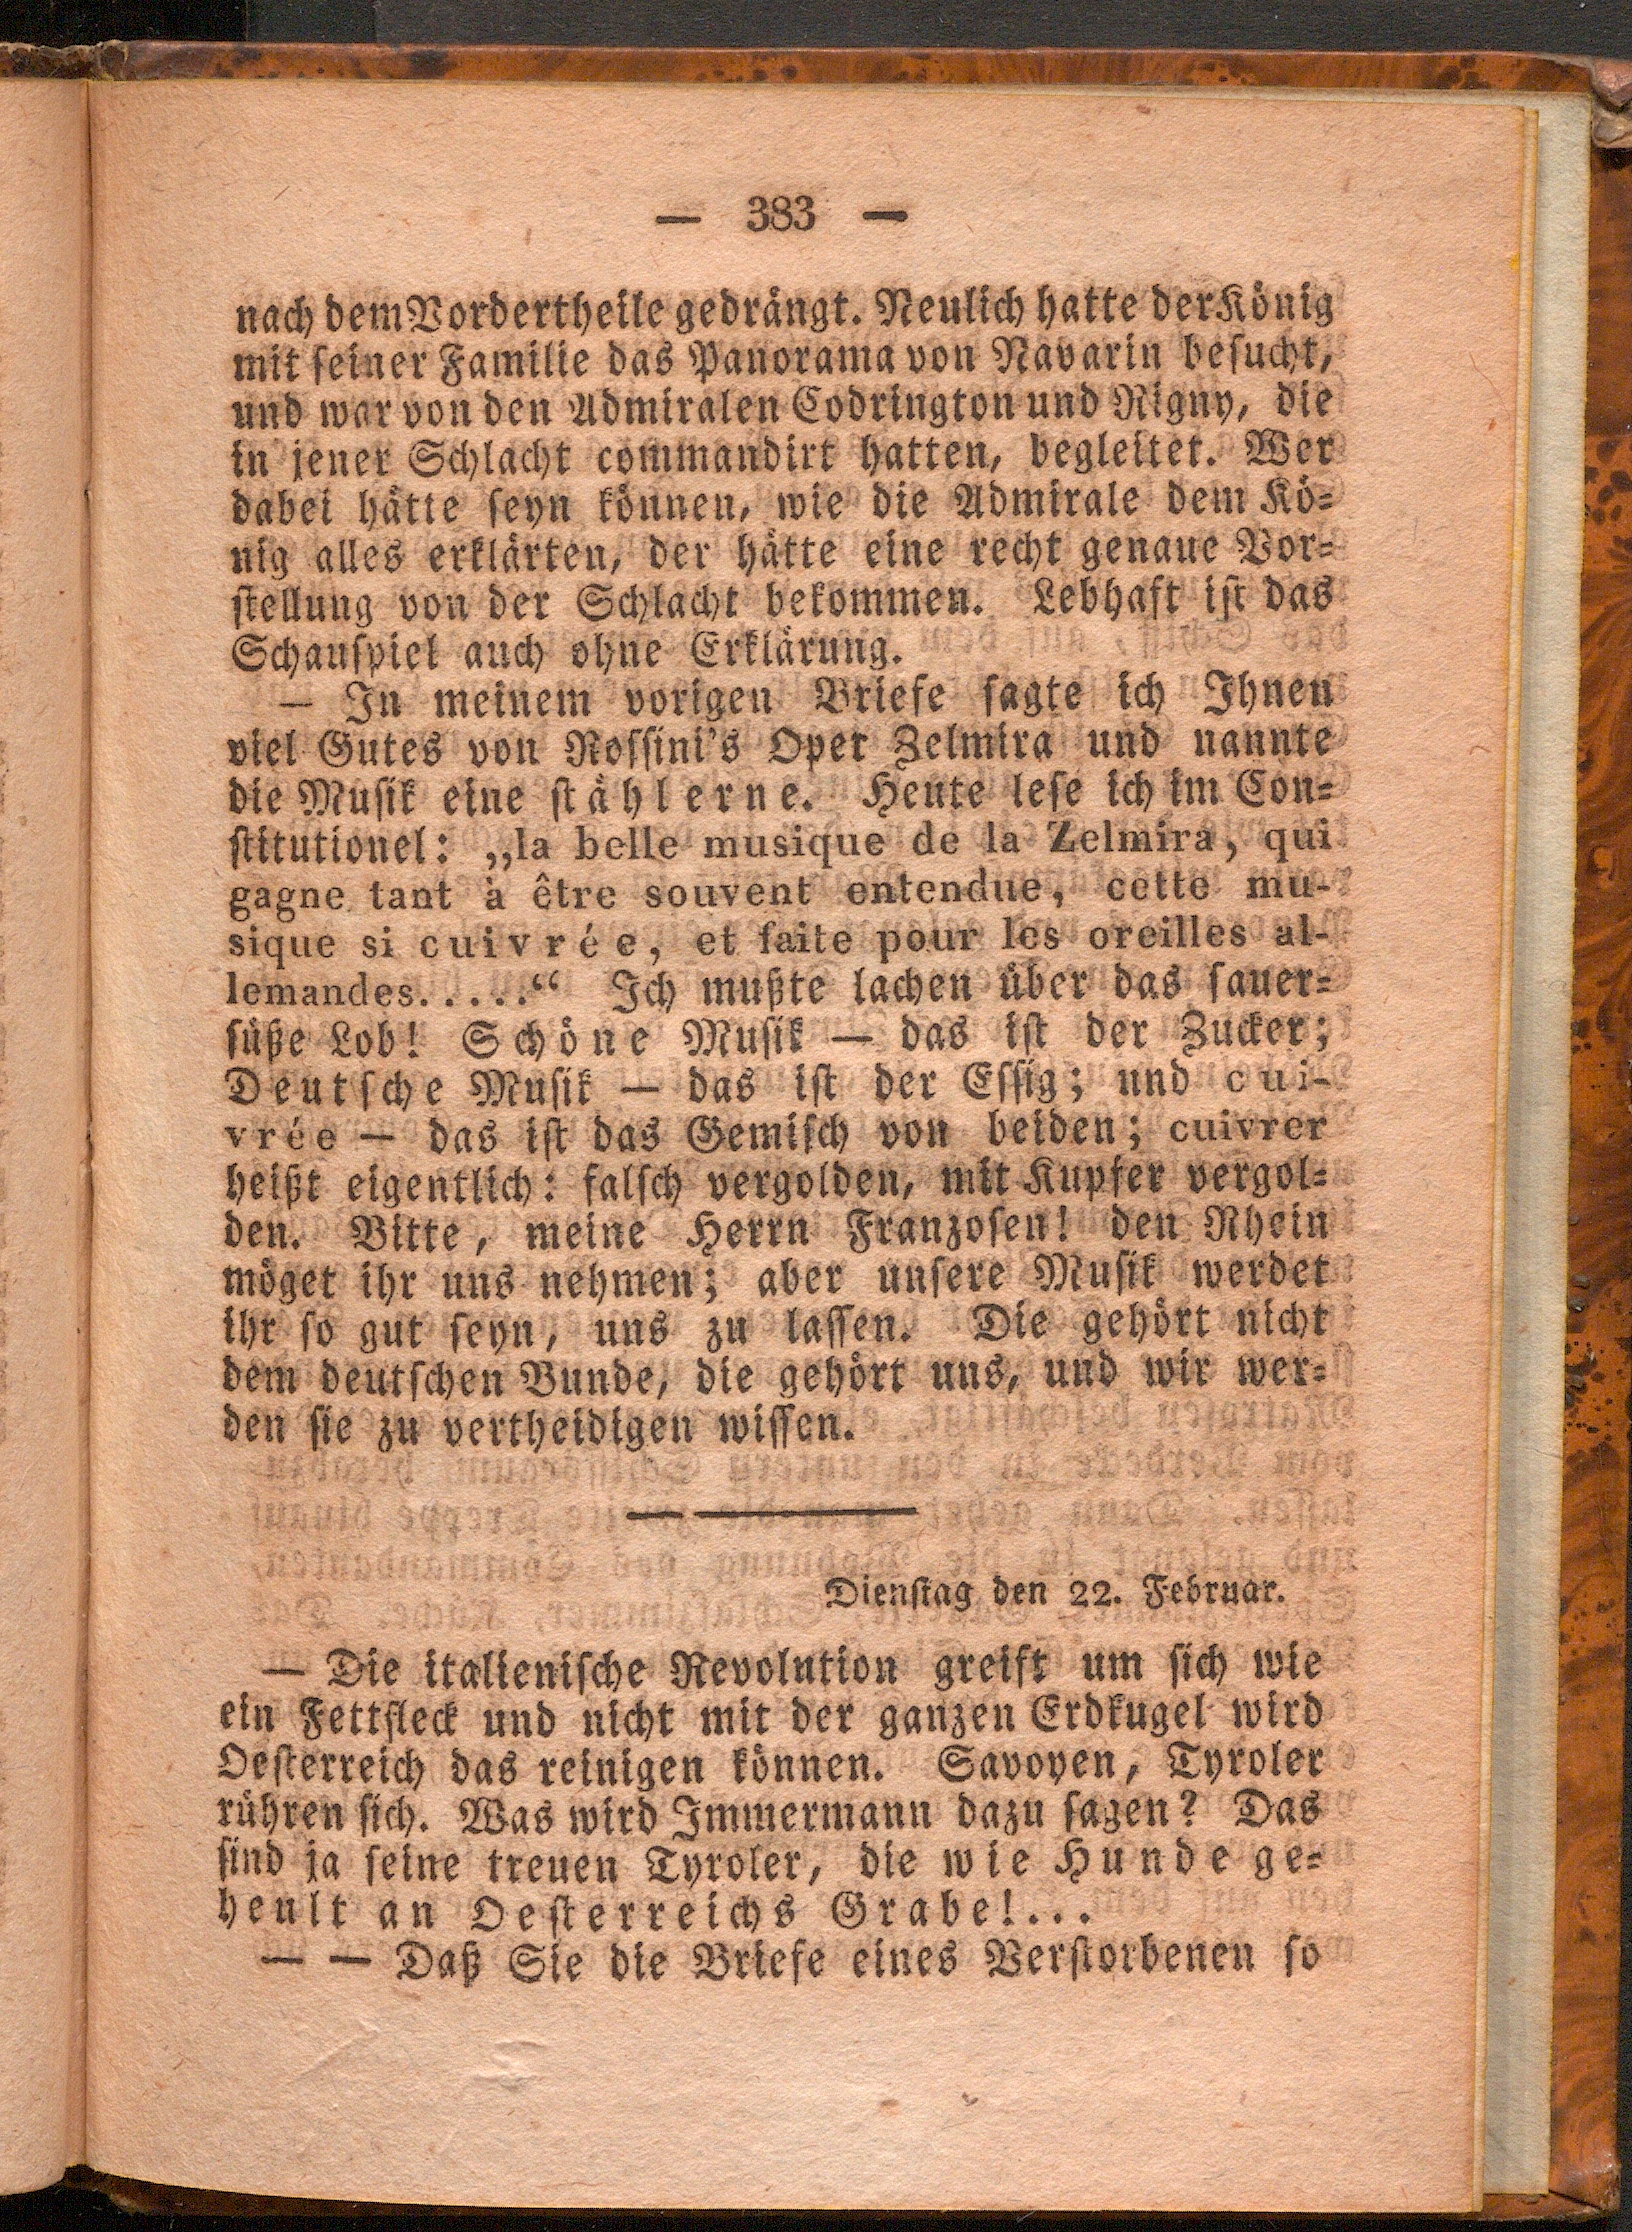 — 383 —
nach dem Vordertheile gedrängt. Neulich hatte der König
mit seiner Familie das Panorama von Navarin besucht,
und war von den Admiralen Codrington und Rigny, die
in jener Schlacht commandirt hatten, begleitet. Wer
dabei hätte seyn können, wie die Admirale dem Kö-
nig alles erklärten, der hätte eine recht genaue Vor-
stellung von der Schlacht bekommen. Lebhaft ist das
Schauspiel auch ohne Erklärung.
— In meinem vorigen Briefe sagte ich Ihnen
viel Gutes von Rossini's Oper Zelmira und nannte
die Musik eine stählerne. Heute lese ich im Con-
stitutionel: „la belle musique de la Zelmira, qui
gagne tant à être souvent entendue, cette mu-
sique si cuivrée, et faite pour les oreilles al-
lemandes.....“ Ich mußte lachen über das sauer-
süße Lob! Schöne Musik — das ist der Zucker;
Deutsche Musik — das ist der Essig; und cui-
vrée — das ist das Gemisch von beiden; cuivrer
heißt eigentlich: falsch vergolden, mit Kupfer vergol-
den. Bitte, meine Herrn Franzosen! den Rhein
möget ihr uns nehmen; aber unsere Musik werdet
ihr so gut seyn, uns zu lassen. Die gehört nicht
dem deutschen Bunde, die gehört uns, und wir wer-
den sie zu vertheidigen wissen.
Dienstag den 22. Februar.
— Die italienische Revolution greift um sich wie
ein Fettfleck und nicht mit der ganzen Erdkugel wird
Oesterreich das reinigen können. Savoyen, Tyroler
rühren sich. Was wird Immermann dazu sagen? Das
sind ja seine treuen Tyroler, die wie Hunde ge-
heult an Oesterreichs Grabe!...
— — Daß Sie die Briefe eines Verstorbenen so